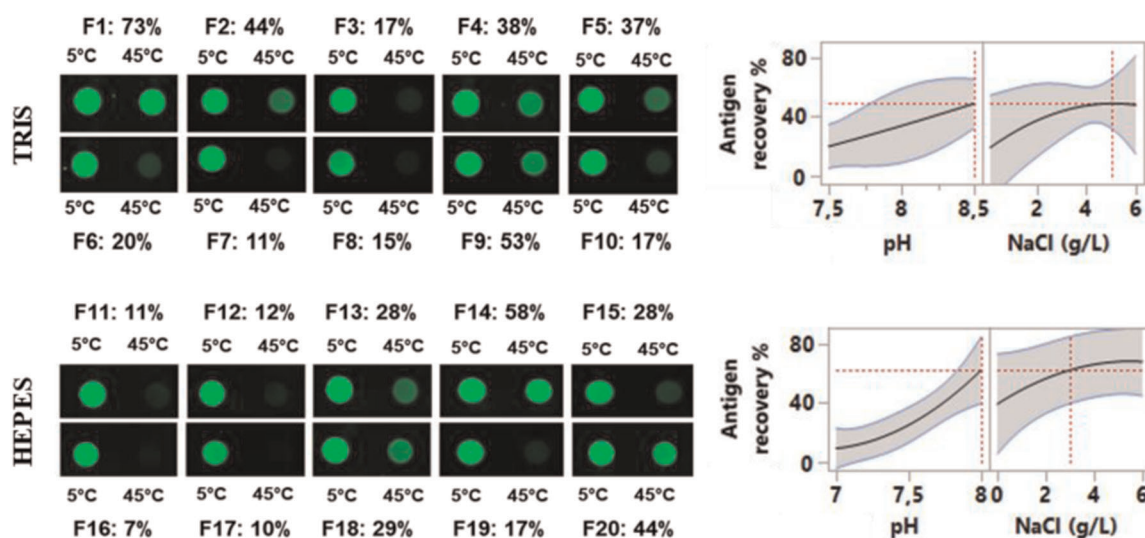 F1: 73% F2: 44% F3: 17% F4: 38% F5: 37%
5°C 45°C 5°C 45°C 5°C 45°C 5°C 45°C 5°C 45°C
TRIS
5°C 45°C 5°C 45°C 5°C 45°C 5°C 45°C 5°C 45°C
F6: 20% F7: 11% F8: 15% F9: 53% F10: 17%
Antigen
recovery %
80
40
0
7,5 8 8,5 2 4 6
pH NaCl (g/L)
F11: 11% F12: 12% F13: 28% F14: 58% F15: 28%
5°C 45°C 5°C 45°C 5°C 45°C 5°C 45°C 5°C 45°C
HEPES
5°C 45°C 5°C 45°C 5°C 45°C 5°C 45°C 5°C 45°C
F16: 7% F17: 10% F18: 29% F19: 17% F20: 44%
Antigen
recovery %
80
40
0
7 7,5 8 0 2 4 6
pH NaCl (g/L)